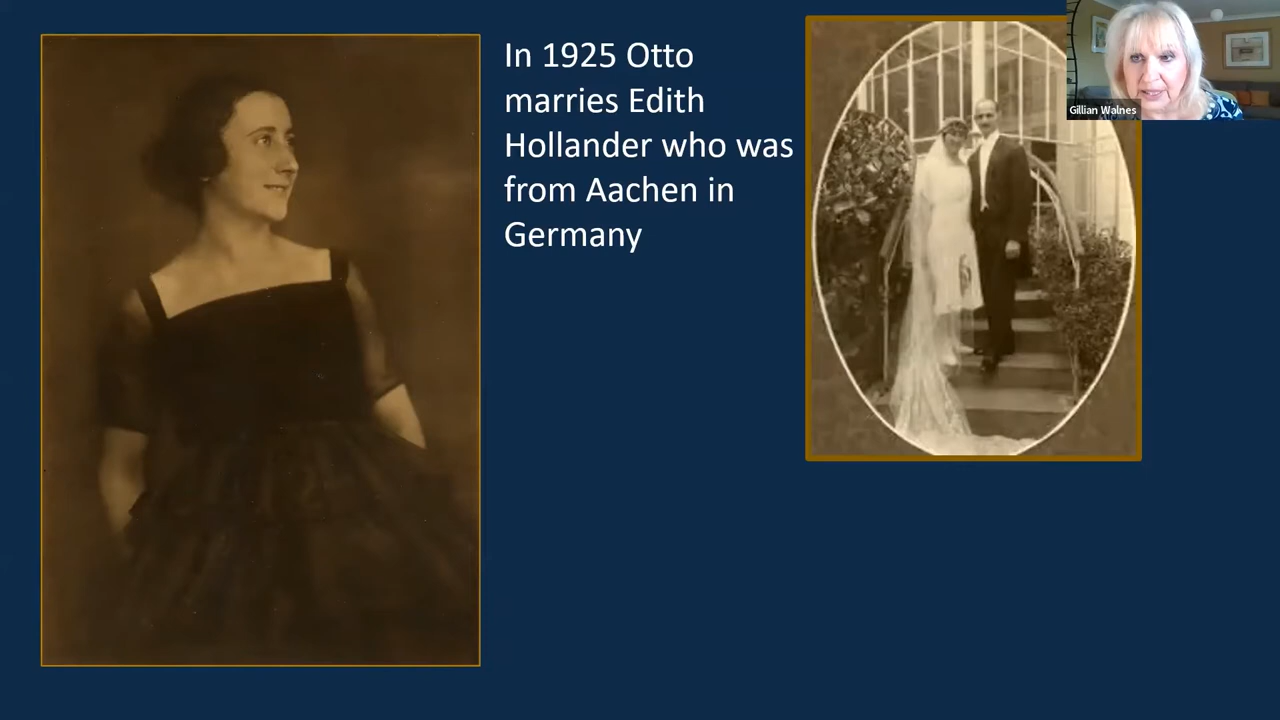 In 1925 Otto
marries Edith
Hollander who was
from Aachen in
Germany
Gillian Walnes